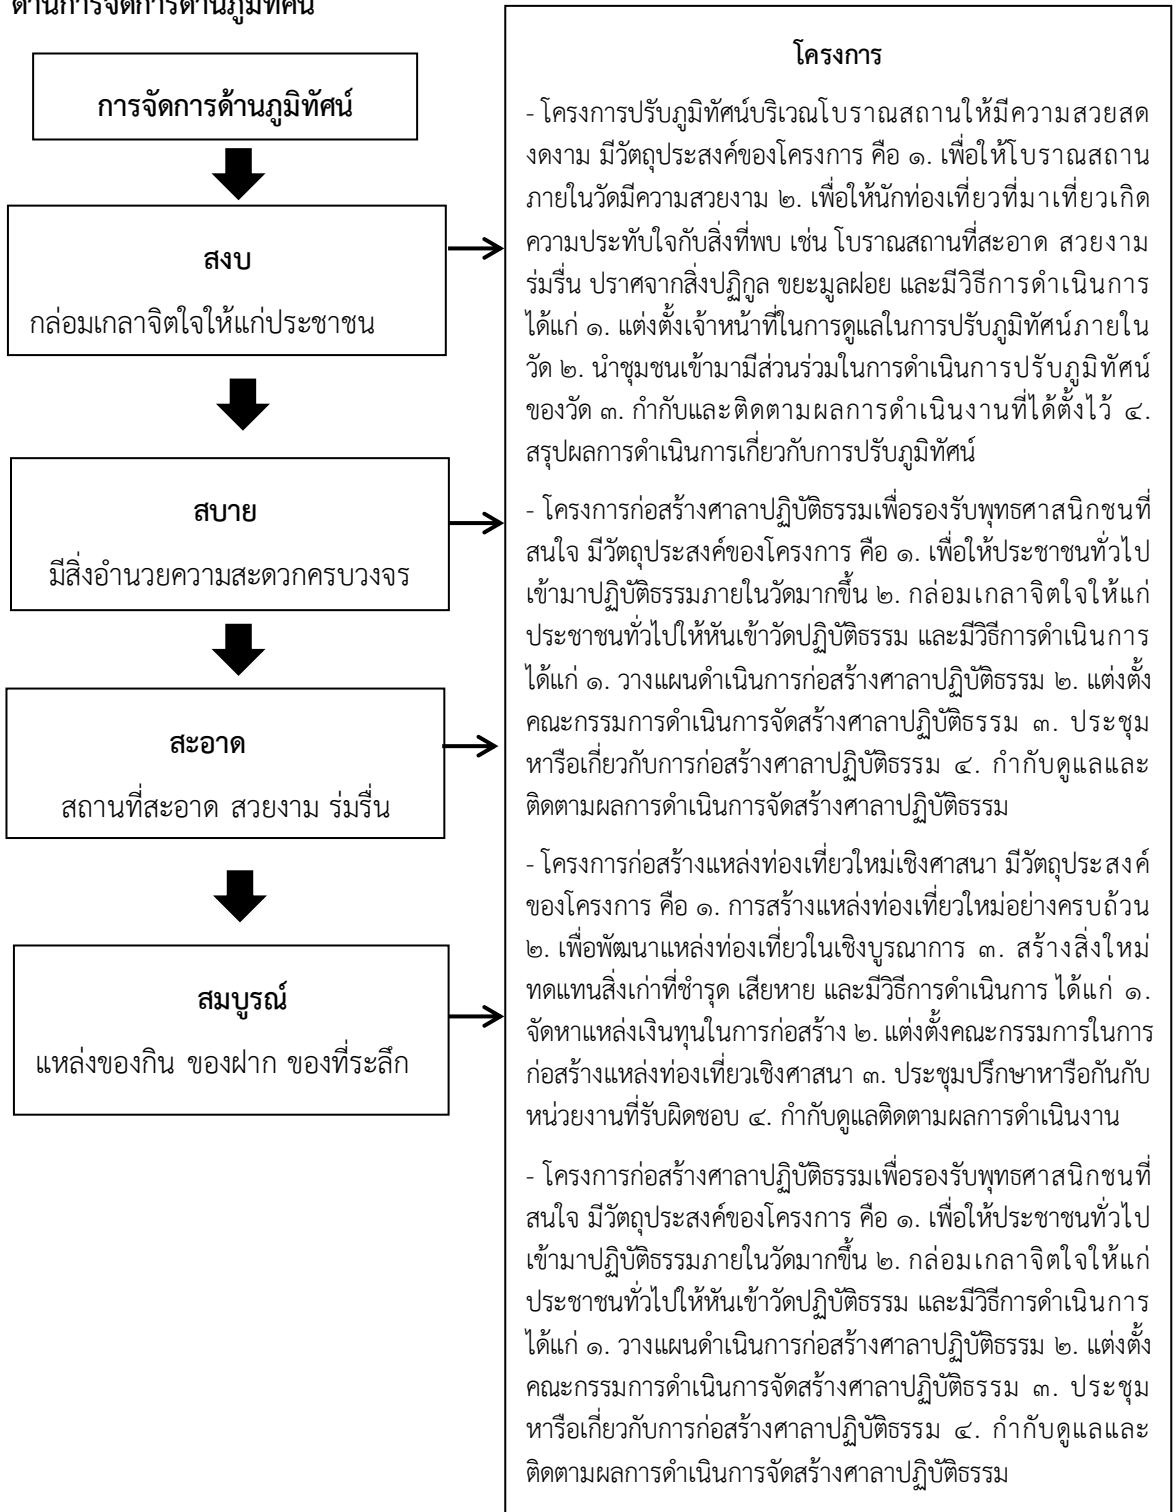 ด้านการจัดการด้านภูมิทัศน์
การจัดการด้านภูมิทัศน์
สงบ
กล่อมเกลาจิตใจให้แก่ประชาชน
สบาย
มีสิ่งอำนวยความสะดวกครบวงจร
สะอาด
สถานที่สะอาด สวยงาม ร่มรื่น
สมบูรณ์
แหล่งของกิน ของฝาก ของที่ระลึก
โครงการ
- โครงการปรับภูมิทัศน์บริเวณโบราณสถานให้มีความสวยสด
งดงาม มีวัตถุประสงค์ของโครงการ คือ ๑. เพื่อให้โบราณสถาน
ภายในวัดมีความสวยงาม ๒. เพื่อให้นักท่องเที่ยวที่มาเที่ยวเกิด
ความประทับใจกับสิ่งที่พบ เช่น โบราณสถานที่สะอาด สวยงาม
ร่มรื่น ปราศจากสิ่งปฏิกูล ขยะมูลฝอย และมีวิธีการดำเนินการ
ได้แก่ ๑. แต่งตั้งเจ้าหน้าที่ในการดูแลในการปรับภูมิทัศน์ภายใน
วัด ๒. นำชุมชนเข้ามามีส่วนร่วมในการดำเนินการปรับภูมิทัศน์
ของวัด ๓. กำกับและติดตามผลการดำเนินงานที่ได้ตั้งไว้ ๔.
สรุปผลการดำเนินการเกี่ยวกับการปรับภูมิทัศน์
- โครงการก่อสร้างศาลาปฏิบัติธรรมเพื่อรองรับพุทธศาสนิกชนที่
สนใจ มีวัตถุประสงค์ของโครงการ คือ ๑. เพื่อให้ประชาชนทั่วไป
เข้ามาปฏิบัติธรรมภายในวัดมากขึ้น ๒. กล่อมเกลาจิตใจให้แก่
ประชาชนทั่วไปให้หันเข้าวัดปฏิบัติธรรม และมีวิธีการดำเนินการ
ได้แก่ ๑. วางแผนดำเนินการก่อสร้างศาลาปฏิบัติธรรม ๒. แต่งตั้ง
คณะกรรมการดำเนินการจัดสร้างศาลาปฏิบัติธรรม ๓. ประชุม
หารือเกี่ยวกับการก่อสร้างศาลาปฏิบัติธรรม ๔. กำกับดูแลและ
ติดตามผลการดำเนินการจัดสร้างศาลาปฏิบัติธรรม
- โครงการก่อสร้างแหล่งท่องเที่ยวใหม่เชิงศาสนา มีวัตถุประสงค์
ของโครงการ คือ ๑. การสร้างแหล่งท่องเที่ยวใหม่อย่างครบถ้วน
๒. เพื่อพัฒนาแหล่งท่องเที่ยวในเชิงบูรณาการ ๓. สร้างสิ่งใหม่
ทดแทนสิ่งเก่าที่ชำรุด เสียหาย และมีวิธีการดำเนินการ ได้แก่ ๑.
จัดหาแหล่งเงินทุนในการก่อสร้าง ๒. แต่งตั้งคณะกรรมการในการ
ก่อสร้างแหล่งท่องเที่ยวเชิงศาสนา ๓. ประชุมปรึกษาหารือกันกับ
หน่วยงานที่รับผิดชอบ ๔. กำกับดูแลติดตามผลการดำเนินงาน
- โครงการก่อสร้างศาลาปฏิบัติธรรมเพื่อรองรับพุทธศาสนิกชนที่
สนใจ มีวัตถุประสงค์ของโครงการ คือ ๑. เพื่อให้ประชาชนทั่วไป
เข้ามาปฏิบัติธรรมภายในวัดมากขึ้น ๒. กล่อมเกลาจิตใจให้แก่
ประชาชนทั่วไปให้หันเข้าวัดปฏิบัติธรรม และมีวิธีการดำเนินการ
ได้แก่ ๑. วางแผนดำเนินการก่อสร้างศาลาปฏิบัติธรรม ๒. แต่งตั้ง
คณะกรรมการดำเนินการจัดสร้างศาลาปฏิบัติธรรม ๓. ประชุม
หารือเกี่ยวกับการก่อสร้างศาลาปฏิบัติธรรม ๔. กำกับดูแลและ
ติดตามผลการดำเนินการจัดสร้างศาลาปฏิบัติธรรม